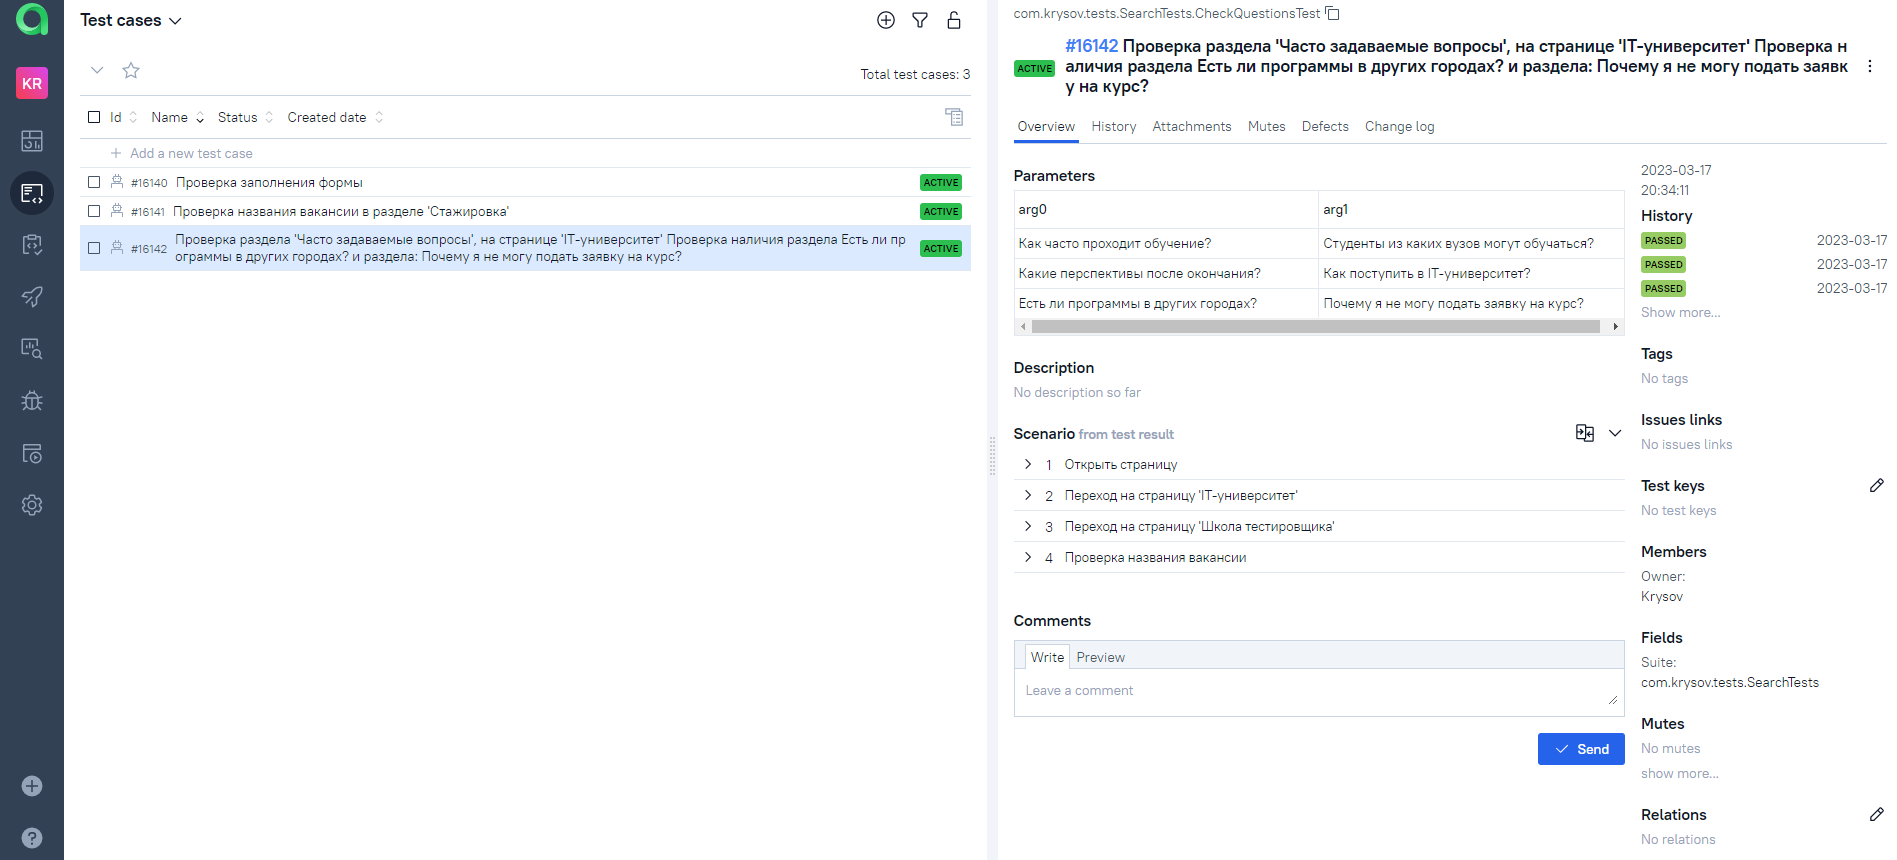 Test cases
KR
Total test cases: 3
Id Name Status Created date
Add a new test case
#16140 Проверка заполнения формы ACTIVE
#16141 Проверка названия вакансии в разделе 'Стажировка' ACTIVE
#16142 Проверка раздела 'Часто задаваемые вопросы', на странице 'IT-университет' Проверка наличия раздела Есть ли пр
ограммы в других городах? и раздела: Почему я не могу подать заявку на курс? ACTIVE
com.krysov.tests.SearchTests.CheckQuestionsTest
ACTIVE
#16142 Проверка раздела 'Часто задаваемые вопросы', на странице 'IT-университет' Проверка н
аличия раздела Есть ли программы в других городах? и раздела: Почему я не могу подать заявк
у на курс?
Overview History Attachments Mutes Defects Change log
Parameters
arg0 arg1
Как часто проходит обучение? Студенты из каких вузов могут обучаться?
Какие перспективы после окончания? Как поступить в IT-университет?
Есть ли программы в других городах? Почему я не могу подать заявку на курс?
Description
No description so far
Scenario from test result
1 Открыть страницу
2 Переход на страницу 'IT-университет'
3 Переход на страницу 'Школа тестировщика'
4 Проверка названия вакансии
Comments
Write Preview
Leave a comment
Send
2023-03-17
20:34:11
History
PASSED 2023-03-17
PASSED 2023-03-17
PASSED 2023-03-17
Show more...
Tags
No tags
Issues links
No issues links
Test keys
No test keys
Members
Owner:
Krysov
Fields
Suite:
com.krysov.tests.SearchTests
Mutes
No mutes
show more...
Relations
No relations